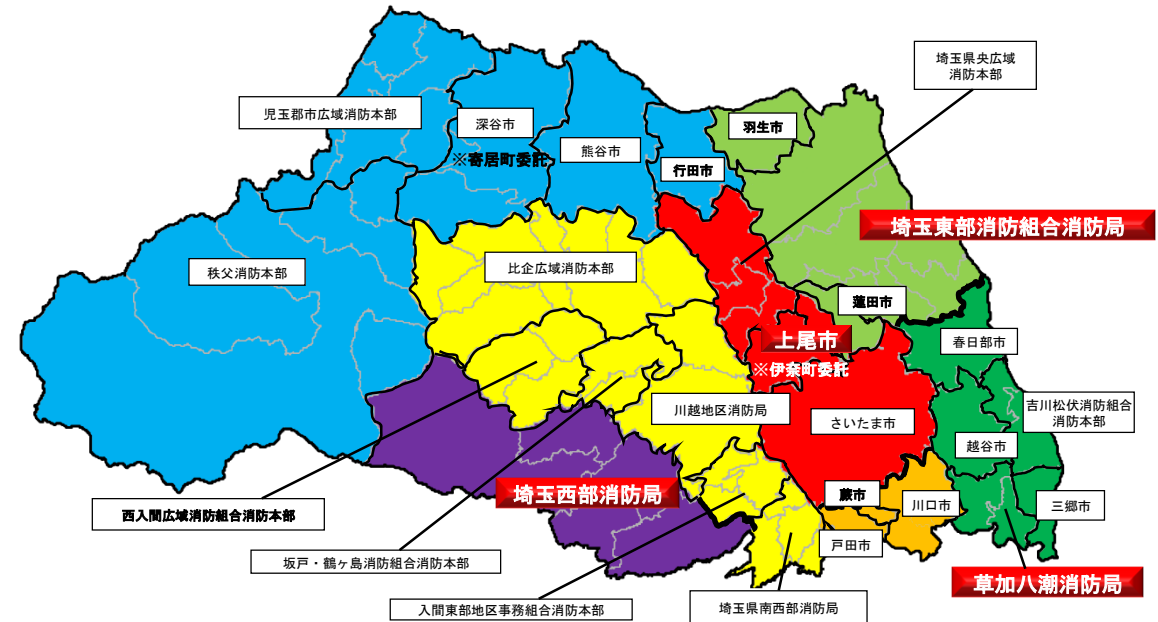 埼玉県央広域
消防本部
児玉郡市広域消防本部
深谷市
※寄居町委託
熊谷市
行田市
羽生市
埼玉東部消防組合消防局
秩父消防本部
比企広域消防本部
蓮田市
上尾市
※伊奈町委託
春日部市
川越地区消防局
さいたま市
吉川松伏消防組合
消防本部
越谷市
埼玉西部消防局
蕨市
川口市
三郷市
西入間広域消防組合消防本部
戸田市
坂戸・鶴ヶ島消防組合消防本部
草加八潮消防局
入間東部地区事務組合消防本部
埼玉県南西部消防局